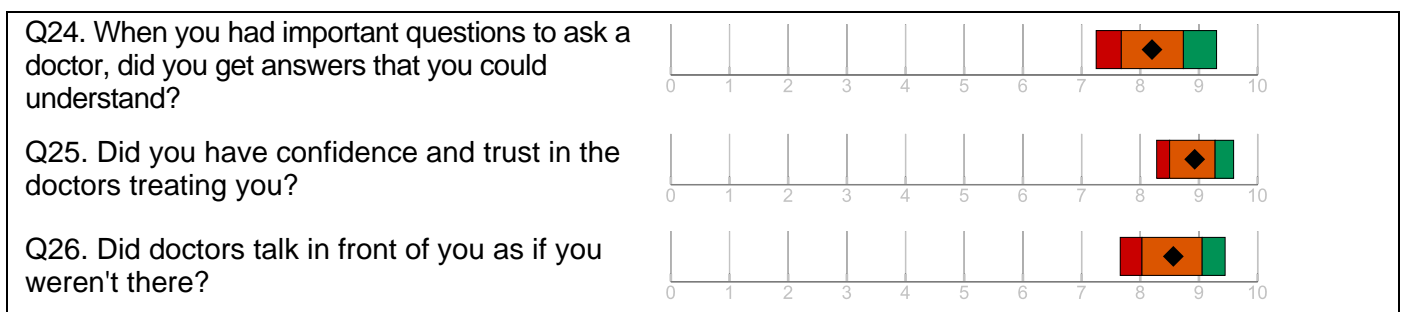 Q24. When you had important questions to ask a
doctor, did you get answers that you could
understand?
0 1 2 3 4 5 6 7 8 9 10
Q25. Did you have confidence and trust in the
doctors treating you?
0 1 2 3 4 5 6 7 8 9 10
Q26. Did doctors talk in front of you as if you
weren't there?
0 1 2 3 4 5 6 7 8 9 10